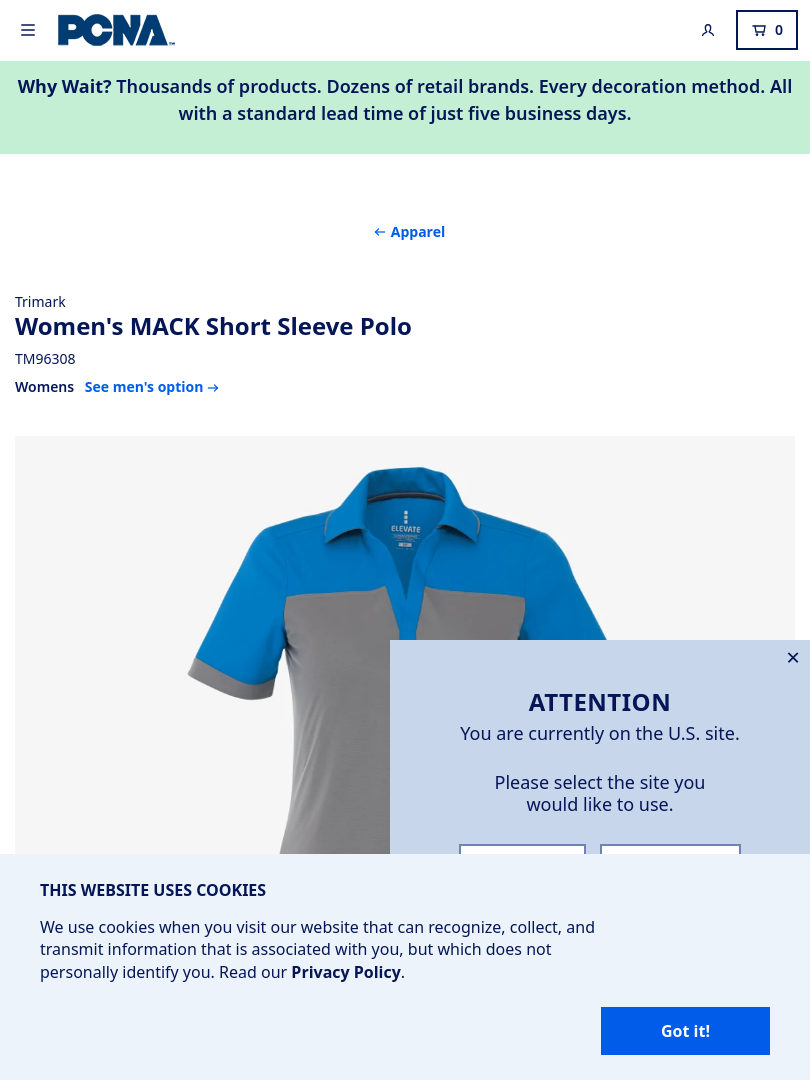 PCNA
0
Why Wait? Thousands of products. Dozens of retail brands. Every decoration method. All
with a standard lead time of just five business days.
← Apparel
Trimark
Women's MACK Short Sleeve Polo
TM96308
Womens See men's option →
ELEVATE
ATTENTION
You are currently on the U.S. site.
Please select the site you
would like to use.
THIS WEBSITE USES COOKIES
We use cookies when you visit our website that can recognize, collect, and
transmit information that is associated with you, but which does not
personally identify you. Read our Privacy Policy.
Got it!